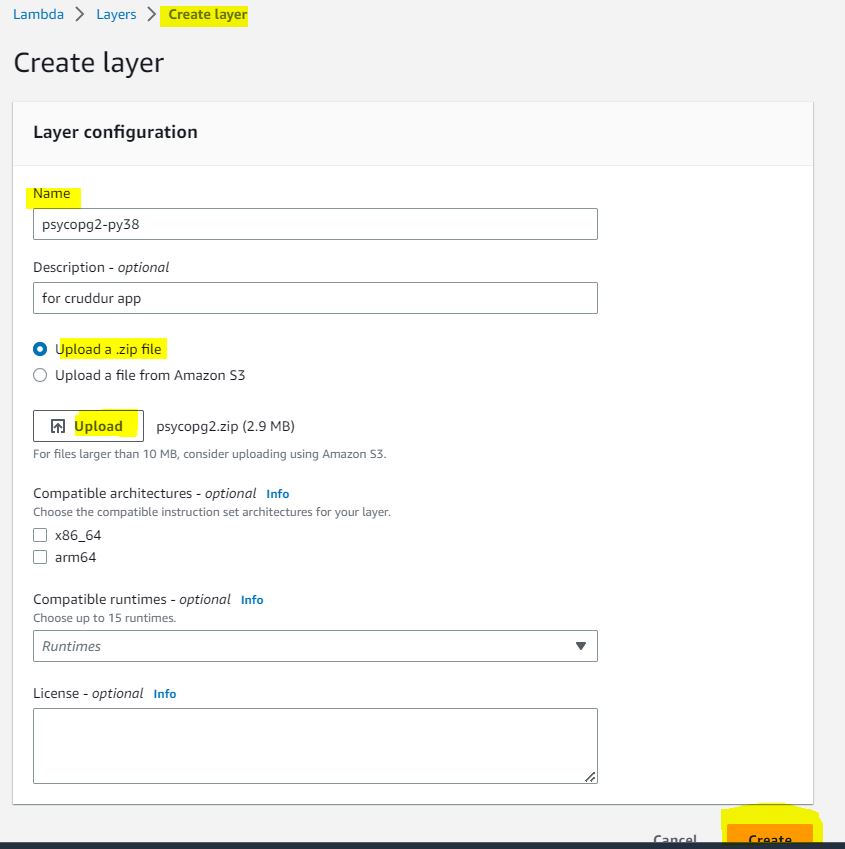 Lambda > Layers > Create layer
Create layer
Layer configuration
Name
psycopg2-py38
Description - optional
for cruddur app
Upload a .zip file
Upload a file from Amazon S3
Upload psycopg2.zip (2.9 MB)
For files larger than 10 MB, consider uploading using Amazon S3.
Compatible architectures - optional Info
Choose the compatible instruction set architectures for your layer.
x86_64
arm64
Compatible runtimes - optional Info
Choose up to 15 runtimes.
Runtimes
License - optional Info
Cancel Create